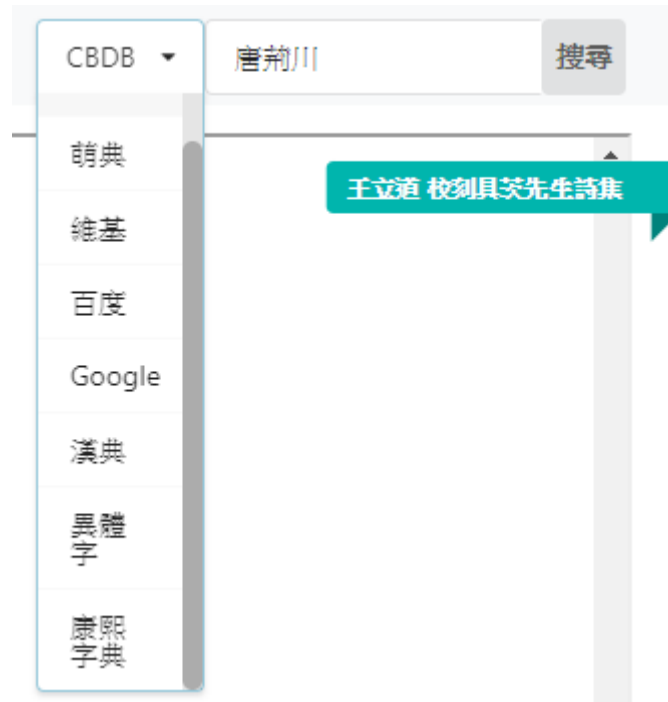 CBDB
唐荊川
搜尋
萌典
王立道 校刻具茨先生詩集
維基
百度
Google
漢典
異體
字
康熙
字典